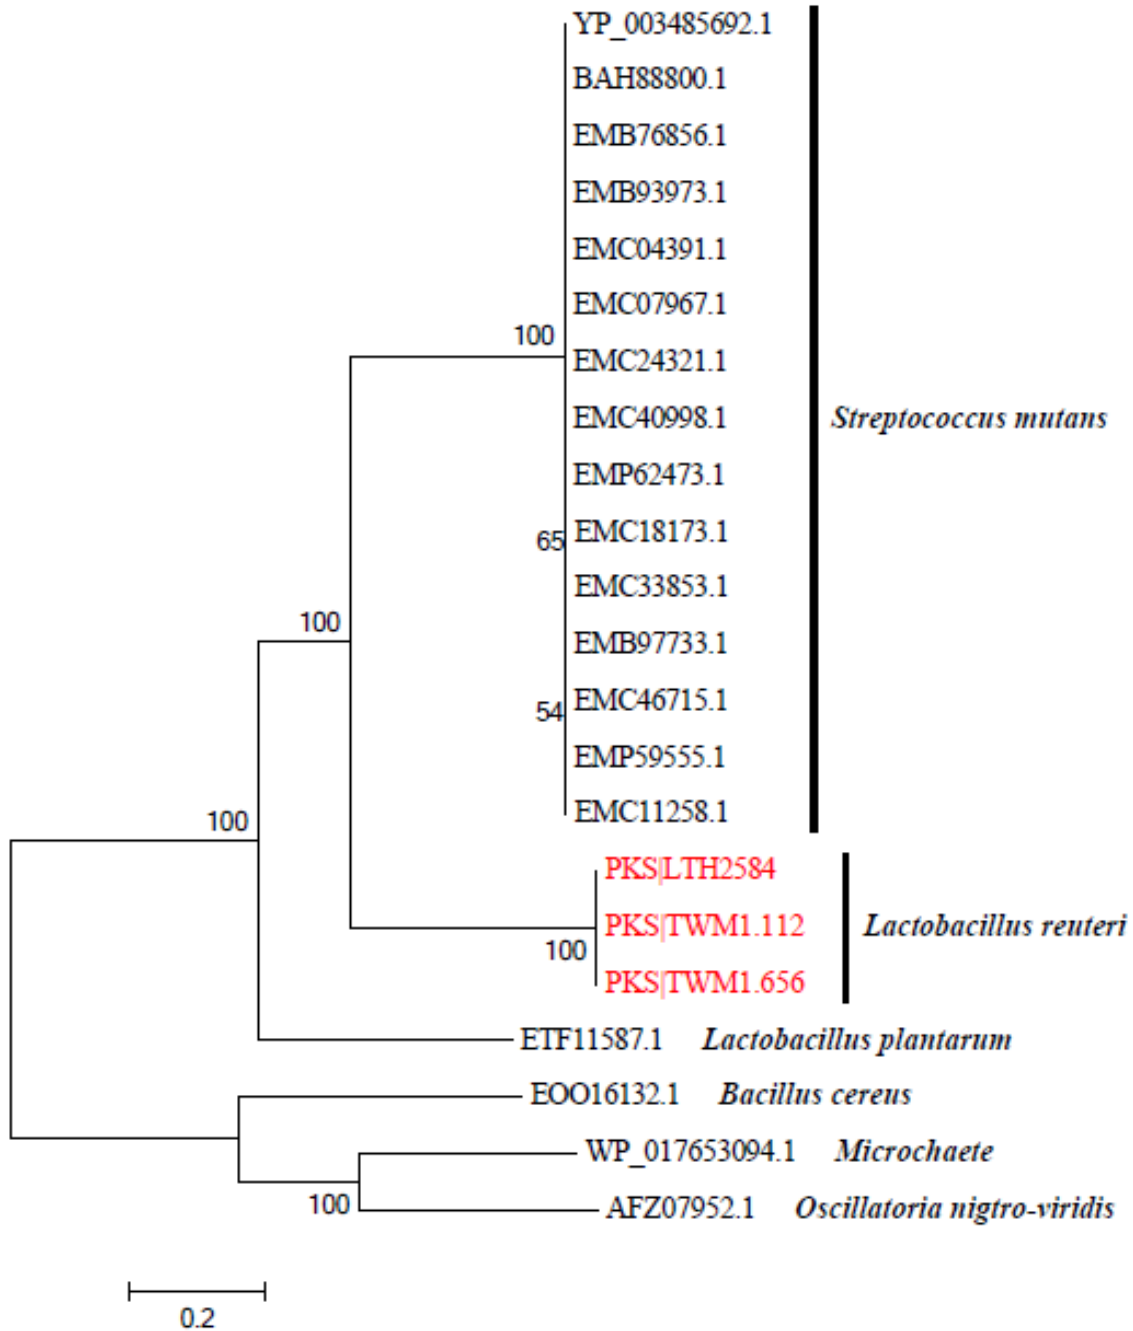 YP_003485692.1
BAH88800.1
EMB76856.1
EMB93973.1
EMC04391.1
EMC07967.1
100
EMC24321.1
EMC40998.1 Streptococcus mutans
EMP62473.1
65 EMC18173.1
EMC33853.1
100
EMB97733.1
54 EMC46715.1
EMP59555.1
EMC11258.1
100
PKS|LTH2584
PKS|TWM1.112 Lactobacillus reuteri
100
PKS|TWM1.656
ETF11587.1 Lactobacillus plantarum
EOO16132.1 Bacillus cereus
WP_017653094.1 Microchaete
100 AFZ07952.1 Oscillatoria nigtro-viridis
0.2